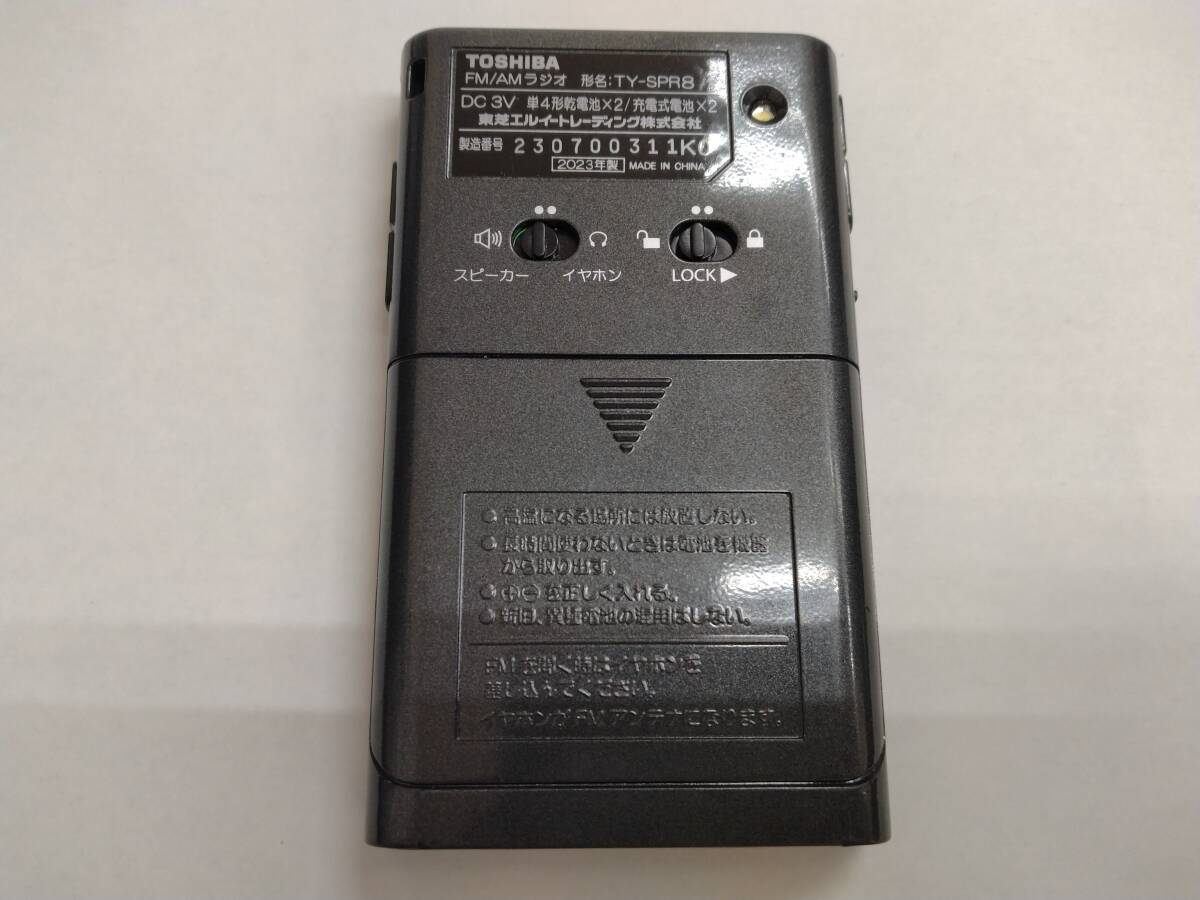 TOSHIBA
FM/AMラジオ 形名:TY-SPR8
DC 3V 単4形乾電池×2/充電式電池×2
東芝エルイートレーディング株式会社
製造番号 230700311K0
2023年製 MADE IN CHINA
スピーカー イヤホン LOCK▶
●高温になる場所には放置しない。
●長時間使わないときは電池を機器
から取り出す。
●⊕⊖を正しく入れる。
●新旧、異種電池の混用はしない。
FMを聴く時はイヤホンを
差し込んでください。
イヤホンがFMアンテナになります。